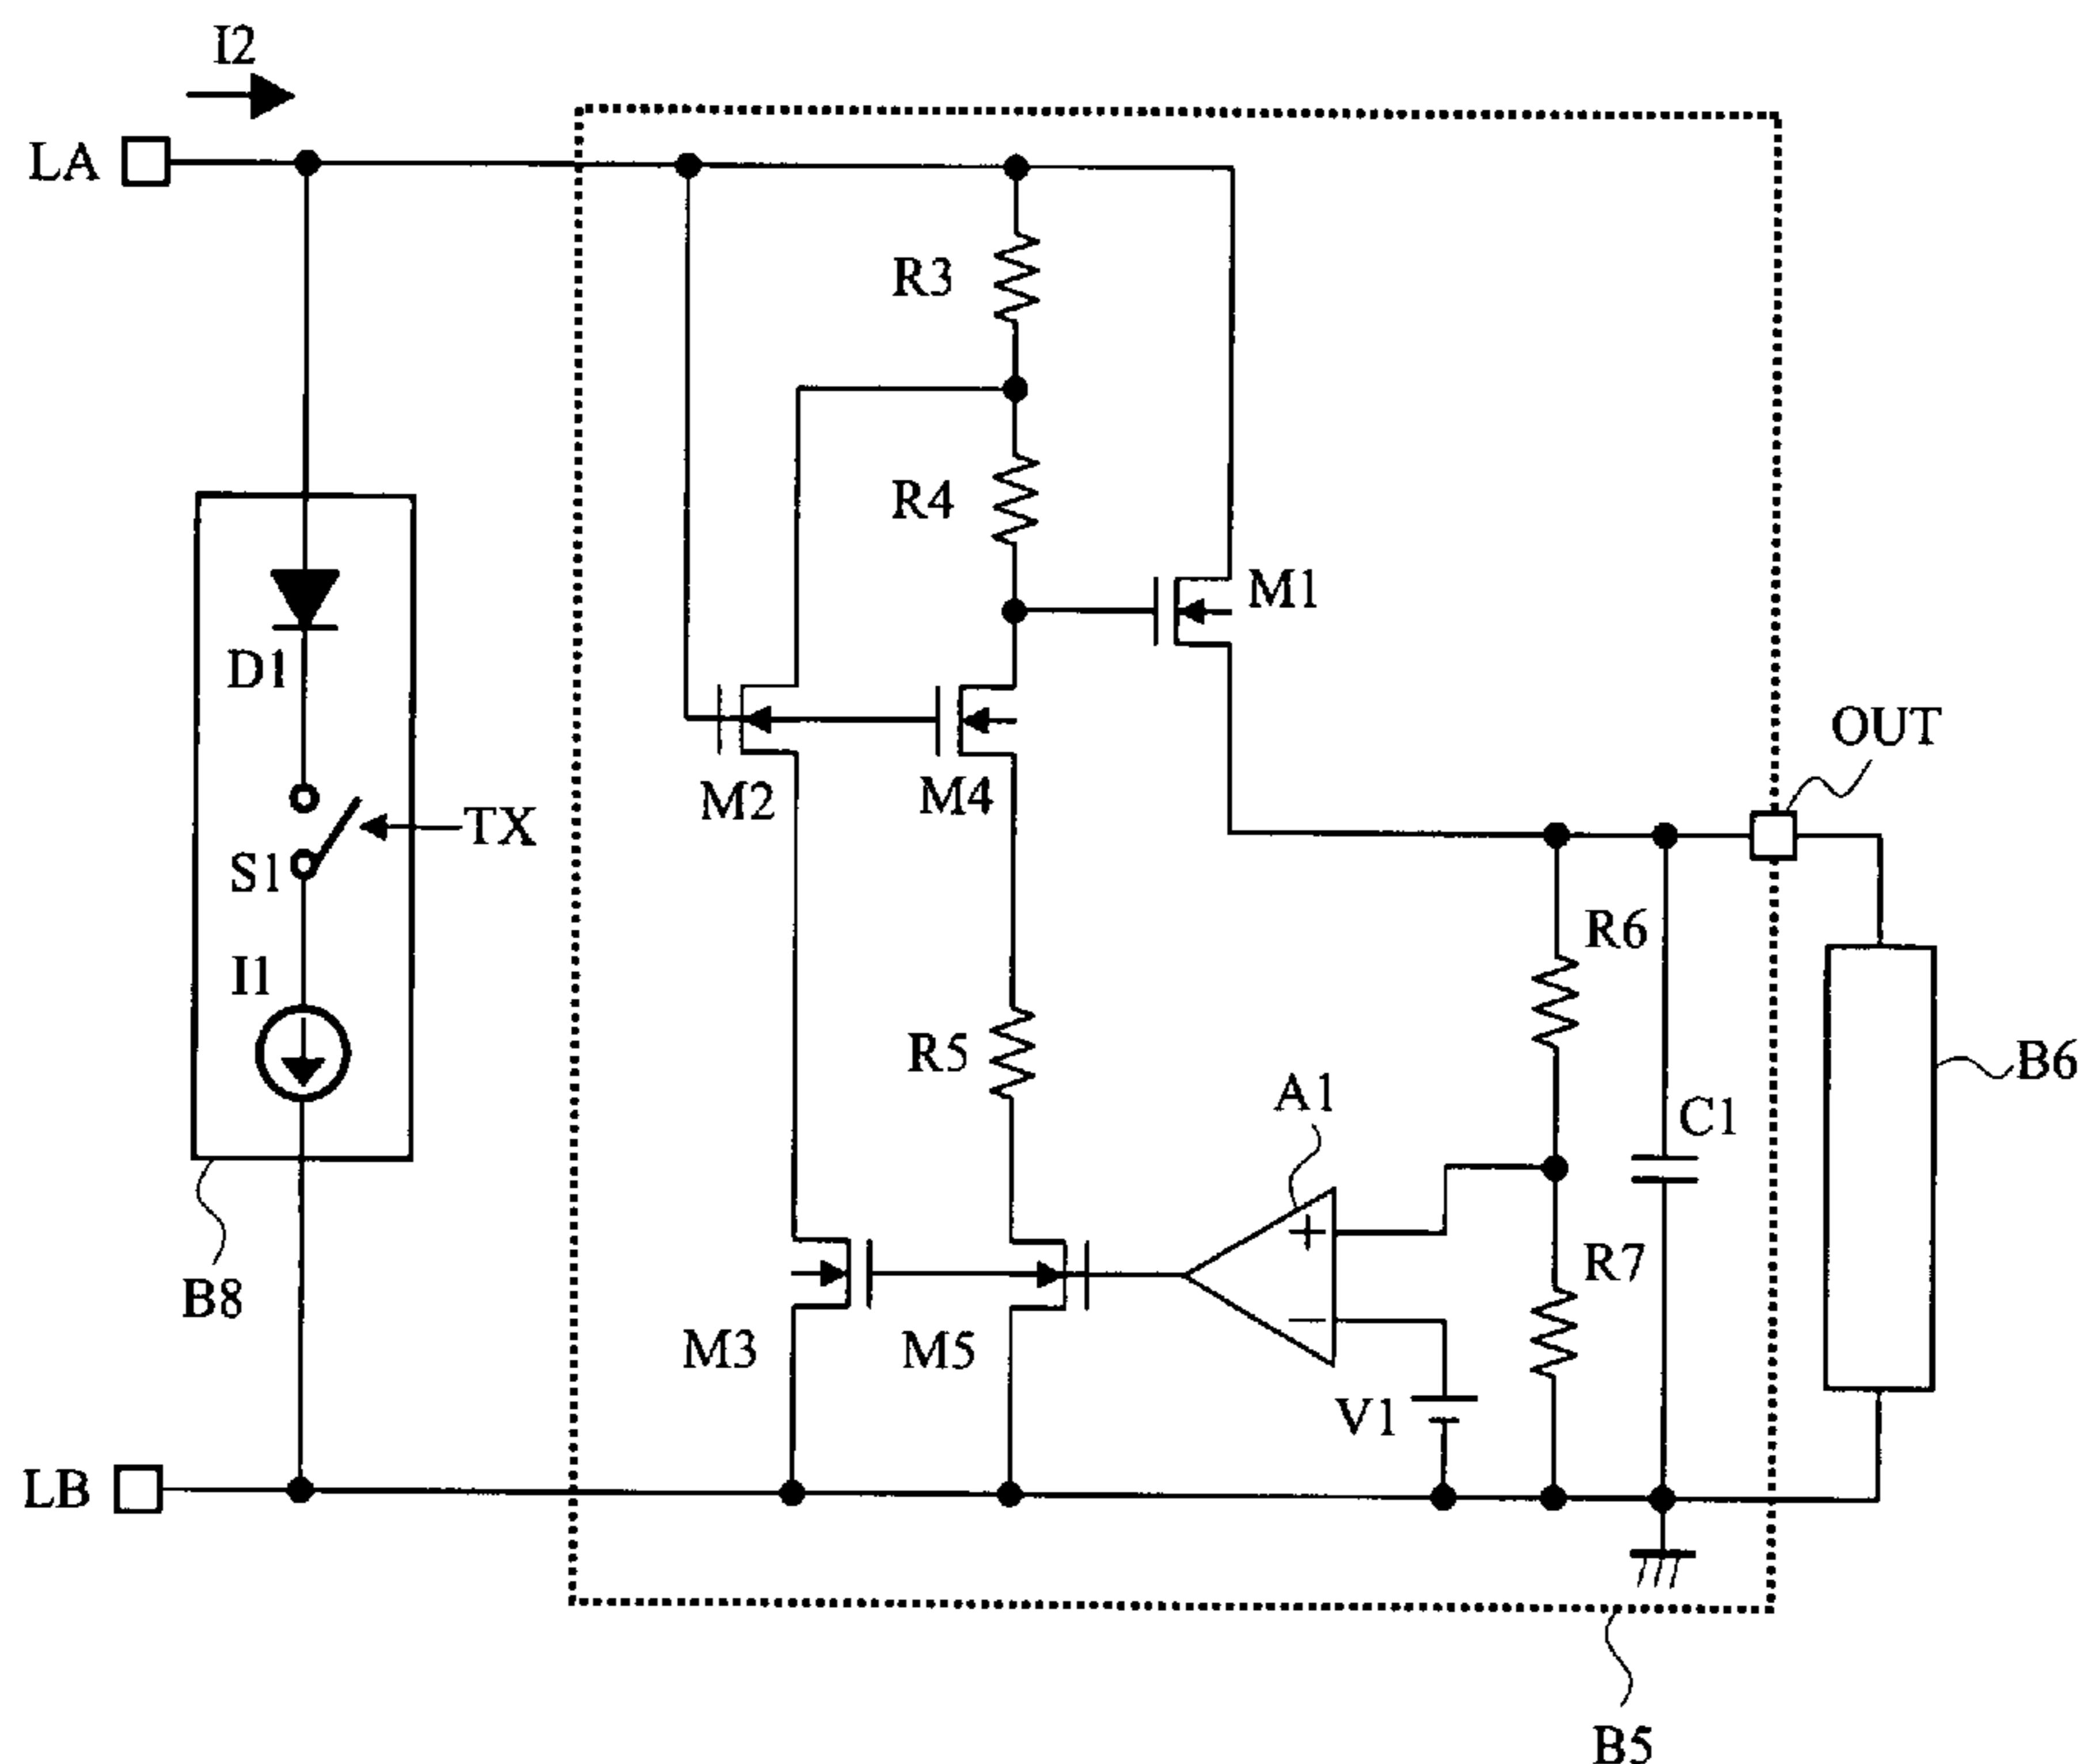 I2
LA
R3
R4
M1
D1
OUT
M2
M4
TX
S1
R6
I1
R5
B6
A1
C1
+
R7
B8
−
M3
M5
V1
LB
B5